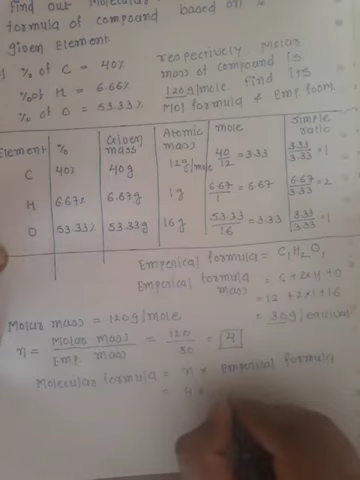 find out Molecular
formula of compound based on %
given Element.
% of C = 40% respectively Molar
%of H = 6.66% mass of compound is
% of O = 53.33% 120g/mole. find its
Mol formula & Emp form
Element % Given mass Atomic mass mole simple ratio
C 40% 40g 12g/mole 40/12 = 3.33 3.33/3.33 = 1
H 6.67% 6.67g 1g 6.67/1 = 6.67 6.67/3.33 = 2
O 53.33% 53.33g 16g 53.33/16 = 3.33 3.33/3.33 = 1
Emperical formula = C1H2O1
Emperical formula mass = C + 2xH + O
= 12 + 2x1 + 16
= 30g/equival
Molar mass = 120g/mole
n = Molar mass/Emp. mass = 120/30 = 4
Molecular formula = n x Emperical formula
= 4 x